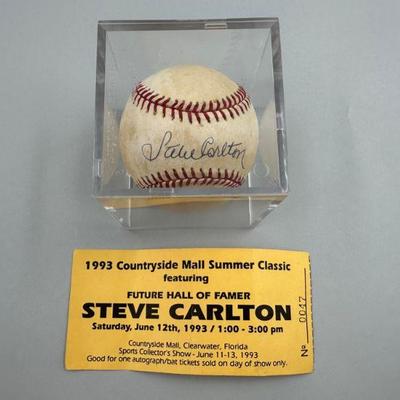 Steve Carlton
1993 Countryside Mall Summer Classic
featuring
FUTURE HALL OF FAMER
STEVE CARLTON
Saturday, June 12th, 1993 / 1:00 - 3:00 pm
Countryside Mall, Clearwater, Florida
Sports Collector's Show - June 11-13, 1993
Good for one autograph/bat tickets sold on day of show only.
Nº 0047